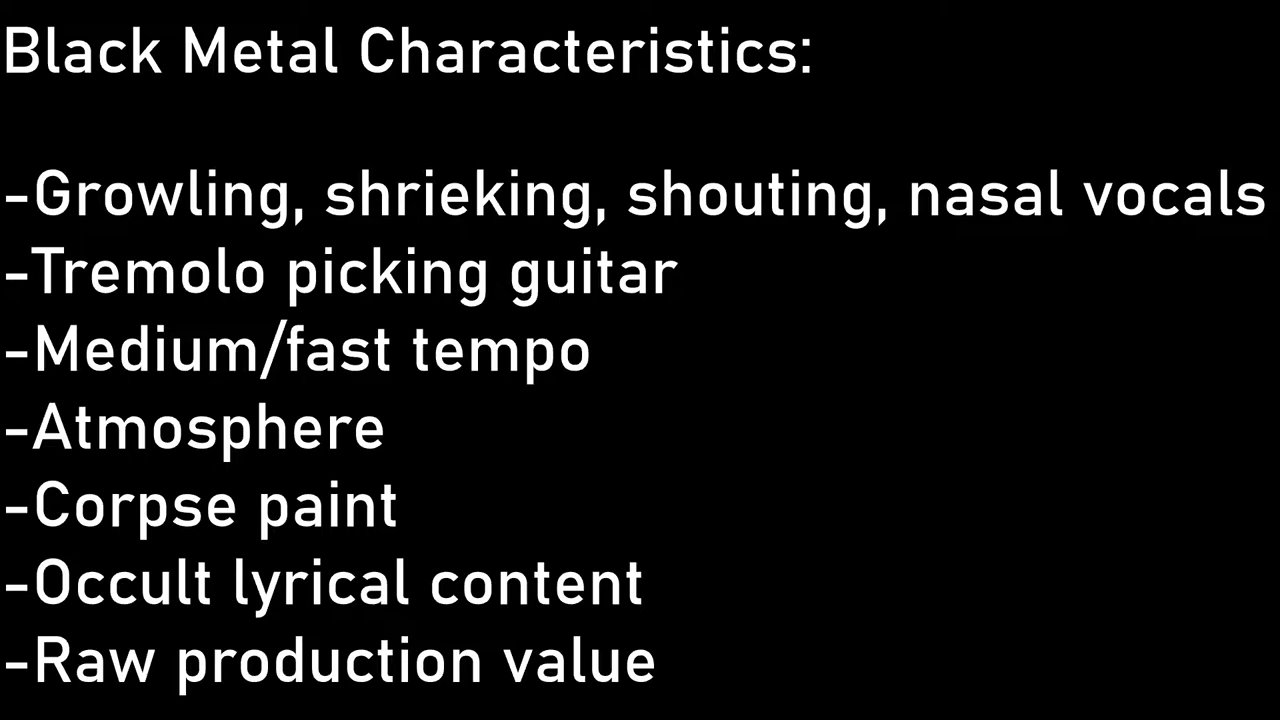 Black Metal Characteristics:
-Growling, shrieking, shouting, nasal vocals
-Tremolo picking guitar
-Medium/fast tempo
-Atmosphere
-Corpse paint
-Occult lyrical content
-Raw production value